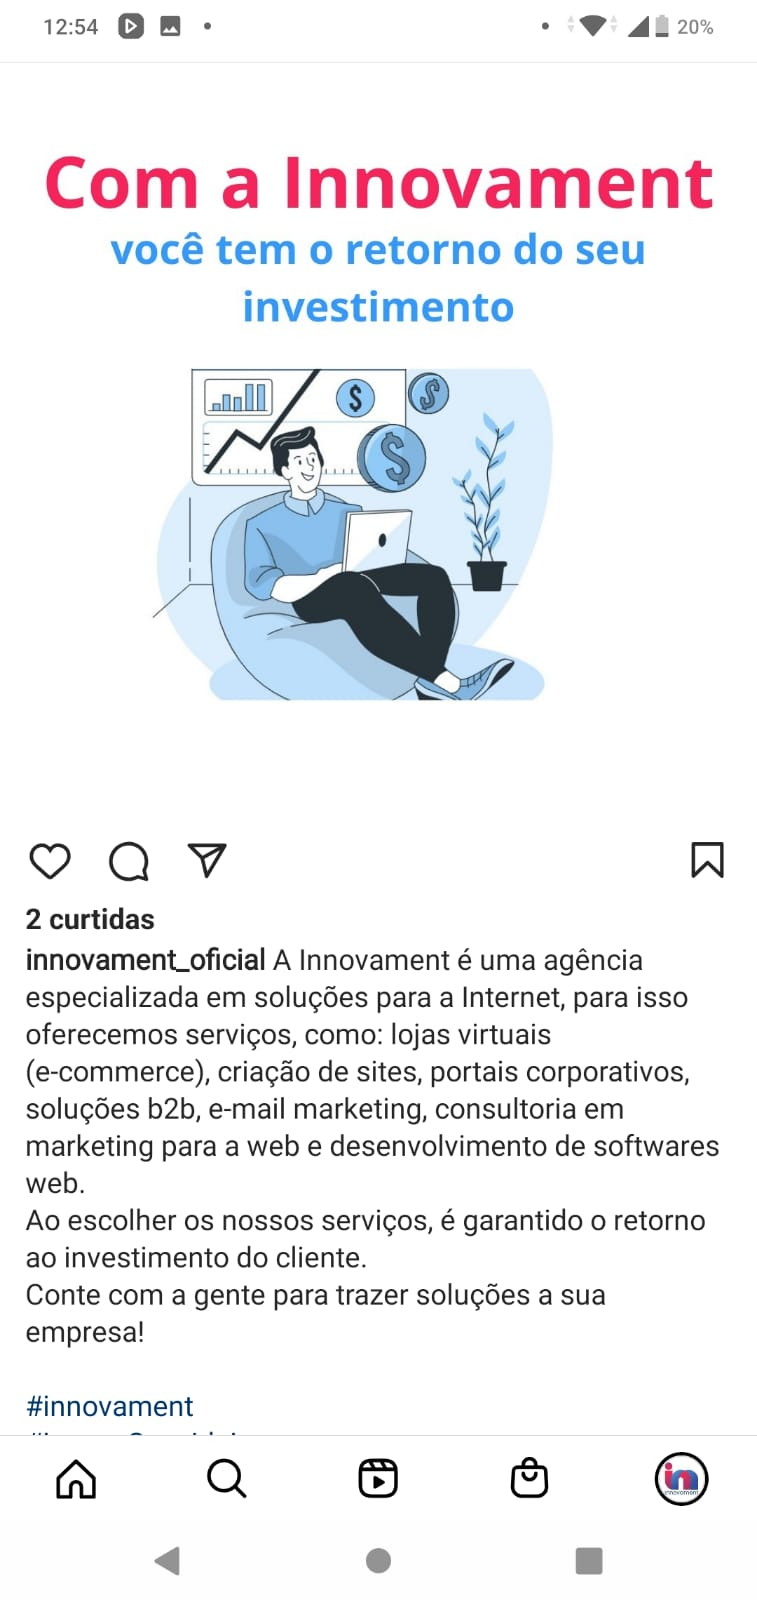 12:54
20%
Com a Innovament
você tem o retorno do seu
investimento
$
$
$
2 curtidas
innovament_oficial A Innovament é uma agência
especializada em soluções para a Internet, para isso
oferecemos serviços, como: lojas virtuais
(e-commerce), criação de sites, portais corporativos,
soluções b2b, e-mail marketing, consultoria em
marketing para a web e desenvolvimento de softwares
web.
Ao escolher os nossos serviços, é garantido o retorno
ao investimento do cliente.
Conte com a gente para trazer soluções a sua
empresa!
#innovament
in
innovament